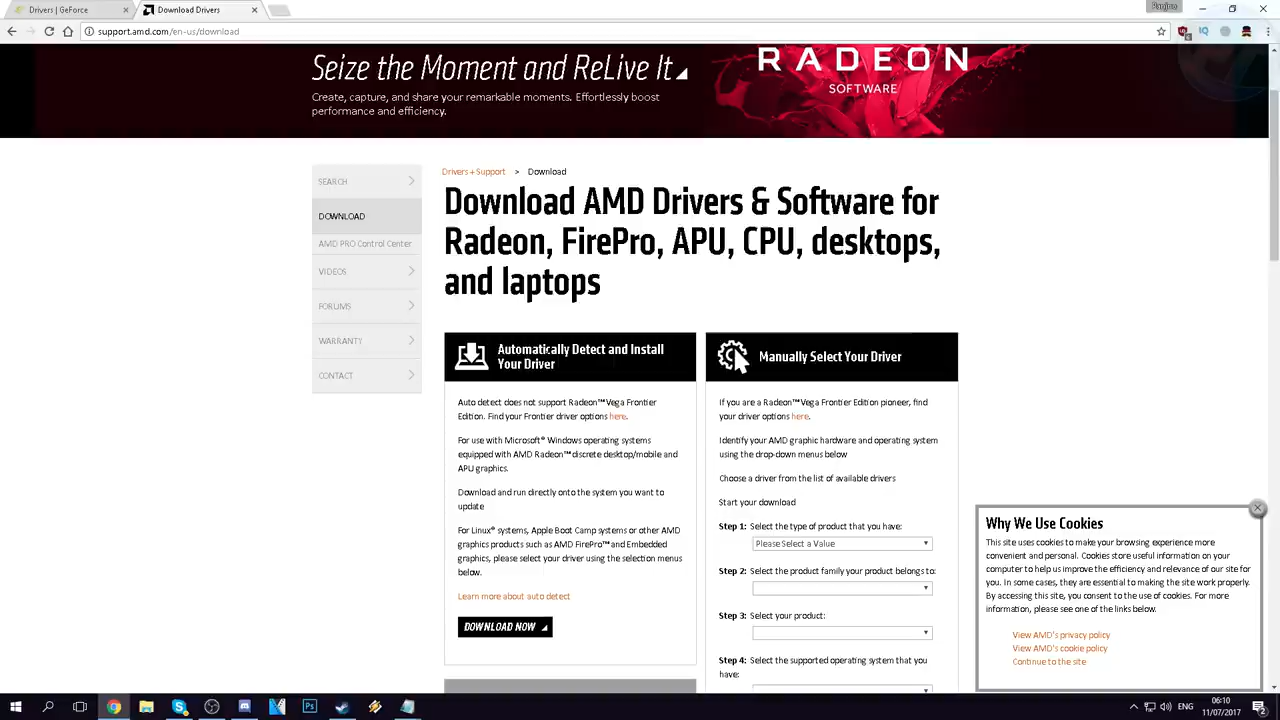 Drivers | GeForce
Download Drivers
support.amd.com/en-us/download
Seize the Moment and ReLive It
Create, capture, and share your remarkable moments. Effortlessly boost
performance and efficiency.
RADEON
SOFTWARE
SEARCH
DOWNLOAD
AMD PRO Control Center
VIDEOS
FORUMS
WARRANTY
CONTACT
Drivers + Support > Download
Download AMD Drivers & Software for
Radeon, FirePro, APU, CPU, desktops,
and laptops
Automatically Detect and Install
Your Driver
Auto detect does not support Radeon™ Vega Frontier
Edition. Find your Frontier driver options here.
For use with Microsoft® Windows operating systems
equipped with AMD Radeon™ discrete desktop/mobile and
APU graphics.
Download and run directly onto the system you want to
update
For Linux® systems, Apple Boot Camp systems or other AMD
graphics products such as AMD FirePro™ and Embedded
graphics, please select your driver using the selection menus
below.
Learn more about auto detect
DOWNLOAD NOW
Manually Select Your Driver
If you are a Radeon™ Vega Frontier Edition pioneer, find
your driver options here.
Identify your AMD graphic hardware and operating system
using the drop-down menus below
Choose a driver from the list of available drivers
Start your download
Step 1: Select the type of product that you have:
Please Select a Value
Step 2: Select the product family your product belongs to:
Step 3: Select your product:
Step 4: Select the supported operating system that you
have:
Why We Use Cookies
This site uses cookies to make your browsing experience more
convenient and personal. Cookies store useful information on your
computer to help us improve the efficiency and relevance of our site for
you. In some cases, they are essential to making the site work properly.
By accessing this site, you consent to the use of cookies. For more
information, please see one of the links below.
View AMD's privacy policy
View AMD's cookie policy
Continue to the site
ENG
06:10
11/07/2017